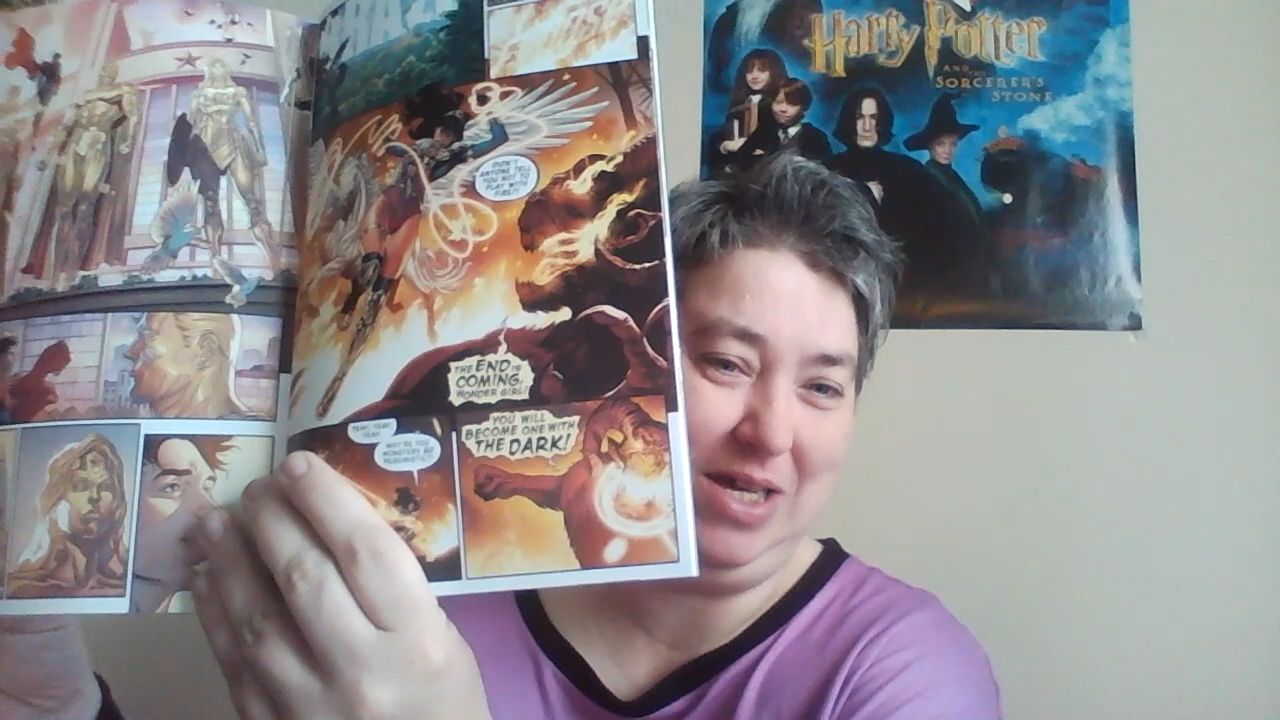 DIDN'T
ANYONE TELL
YOU NOT TO
PLAY WITH
FIRE?!
THE END IS
COMING,
WONDER GIRL!
YEAH, YEAH,
YEAH.
WHY'RE YOU
MONSTERS SO
PESSIMISTIC?!
YOU WILL
BECOME ONE WITH
THE DARK!
Harry Potter
AND THE
SORCERER'S
STONE